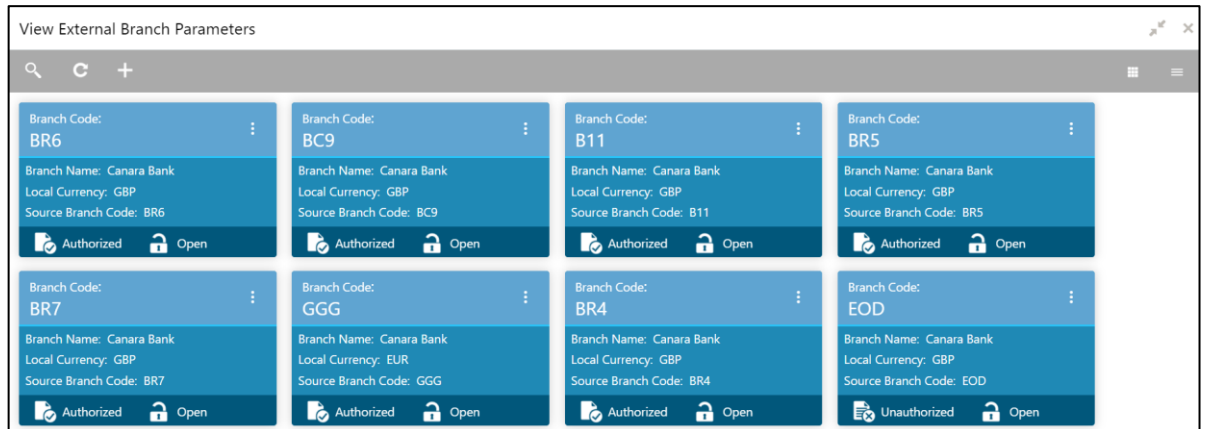 View External Branch Parameters
Branch Code:
BR6
Branch Name: Canara Bank
Local Currency: GBP
Source Branch Code: BR6
Authorized Open
Branch Code:
BC9
Branch Name: Canara Bank
Local Currency: GBP
Source Branch Code: BC9
Authorized Open
Branch Code:
B11
Branch Name: Canara Bank
Local Currency: GBP
Source Branch Code: B11
Authorized Open
Branch Code:
BR5
Branch Name: Canara Bank
Local Currency: GBP
Source Branch Code: BR5
Authorized Open
Branch Code:
BR7
Branch Name: Canara Bank
Local Currency: GBP
Source Branch Code: BR7
Authorized Open
Branch Code:
GGG
Branch Name: Canara Bank
Local Currency: EUR
Source Branch Code: GGG
Authorized Open
Branch Code:
BR4
Branch Name: Canara Bank
Local Currency: GBP
Source Branch Code: BR4
Authorized Open
Branch Code:
EOD
Branch Name: Canara Bank
Local Currency: GBP
Source Branch Code: EOD
Unauthorized Open